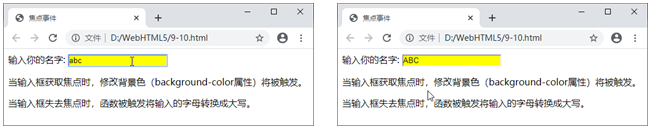 焦点事件
文件 | D:/WebHTML5/9-10.html
输入你的名字: abc
当输入框获取焦点时，修改背景色（background-color属性）将被触发。
当输入框失去焦点时，函数被触发将输入的字母转换成大写。
焦点事件
文件 | D:/WebHTML5/9-10.html
输入你的名字: ABC
当输入框获取焦点时，修改背景色（background-color属性）将被触发。
当输入框失去焦点时，函数被触发将输入的字母转换成大写。